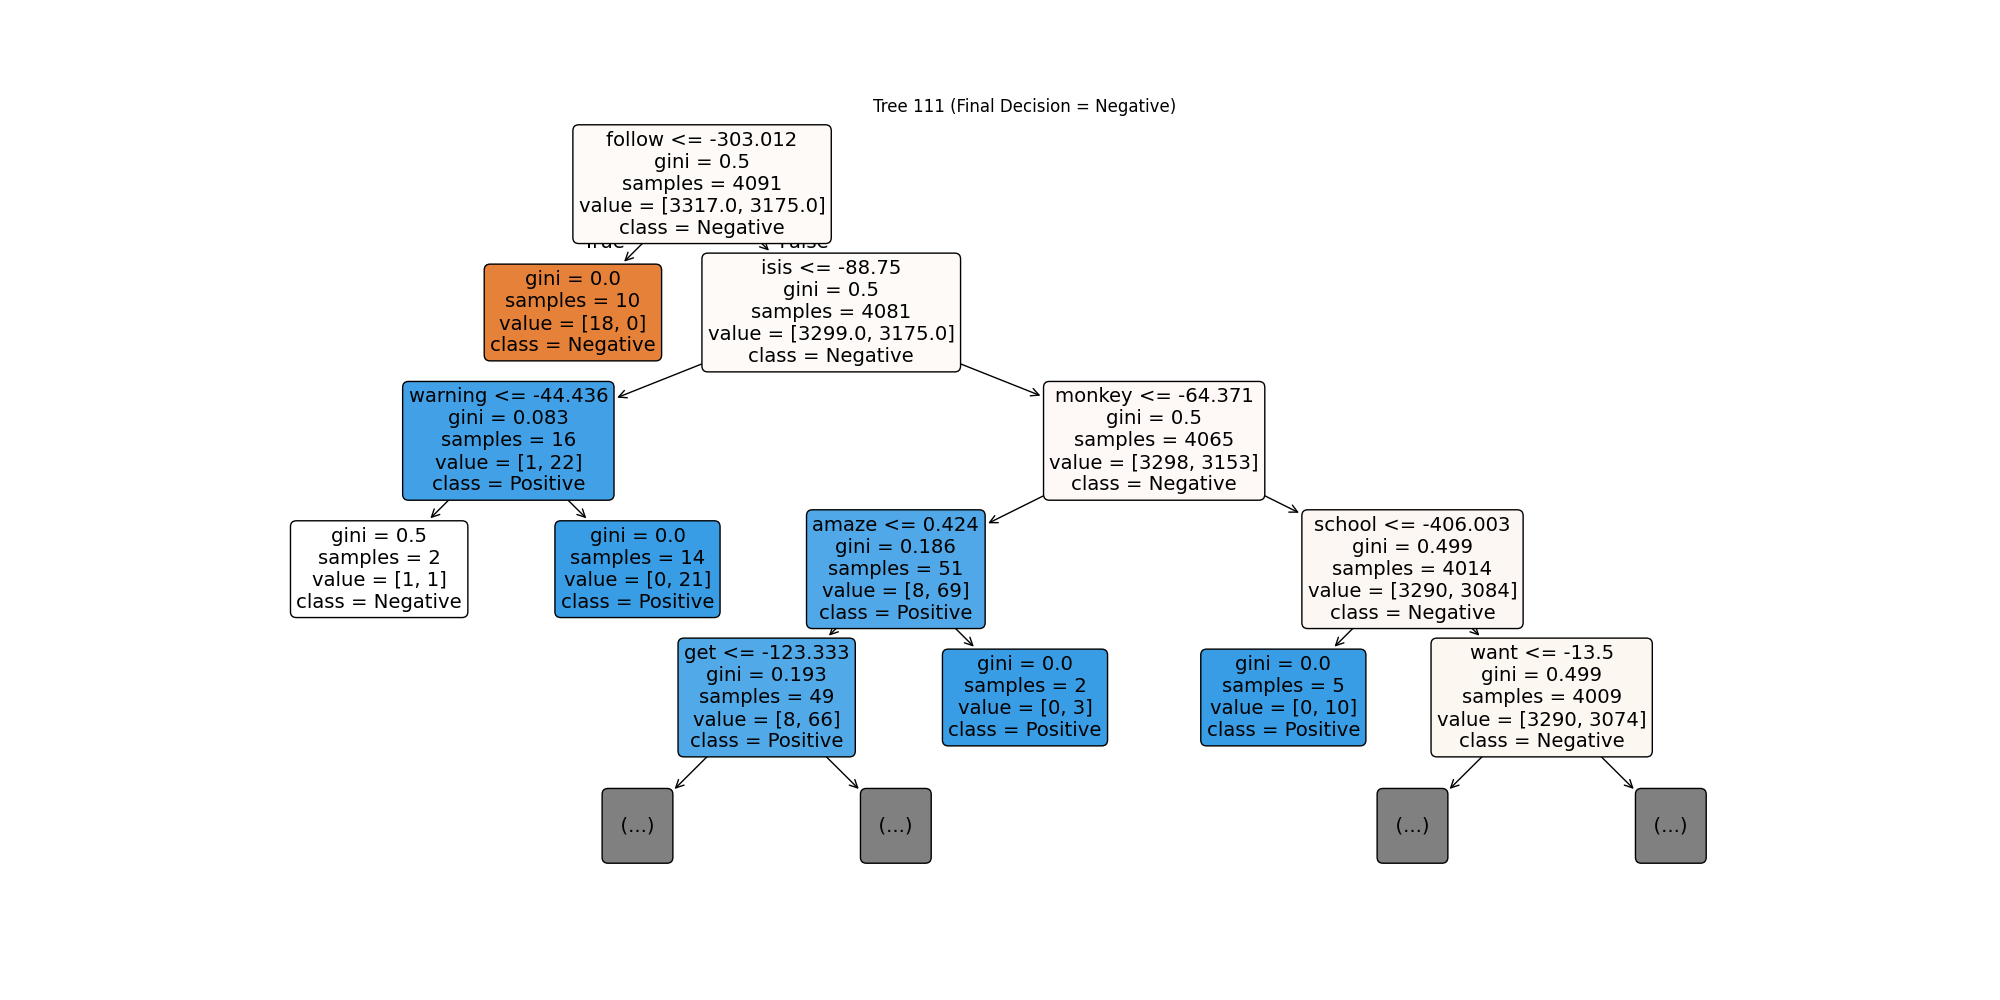 Tree 111 (Final Decision = Negative)
follow <= -303.012
gini = 0.5
samples = 4091
value = [3317.0, 3175.0]
class = Negative
True
False
gini = 0.0
samples = 10
value = [18, 0]
class = Negative
isis <= -88.75
gini = 0.5
samples = 4081
value = [3299.0, 3175.0]
class = Negative
warning <= -44.436
gini = 0.083
samples = 16
value = [1, 22]
class = Positive
monkey <= -64.371
gini = 0.5
samples = 4065
value = [3298, 3153]
class = Negative
gini = 0.5
samples = 2
value = [1, 1]
class = Negative
gini = 0.0
samples = 14
value = [0, 21]
class = Positive
amaze <= 0.424
gini = 0.186
samples = 51
value = [8, 69]
class = Positive
school <= -406.003
gini = 0.499
samples = 4014
value = [3290, 3084]
class = Negative
get <= -123.333
gini = 0.193
samples = 49
value = [8, 66]
class = Positive
gini = 0.0
samples = 2
value = [0, 3]
class = Positive
gini = 0.0
samples = 5
value = [0, 10]
class = Positive
want <= -13.5
gini = 0.499
samples = 4009
value = [3290, 3074]
class = Negative
(...)
(...)
(...)
(...)